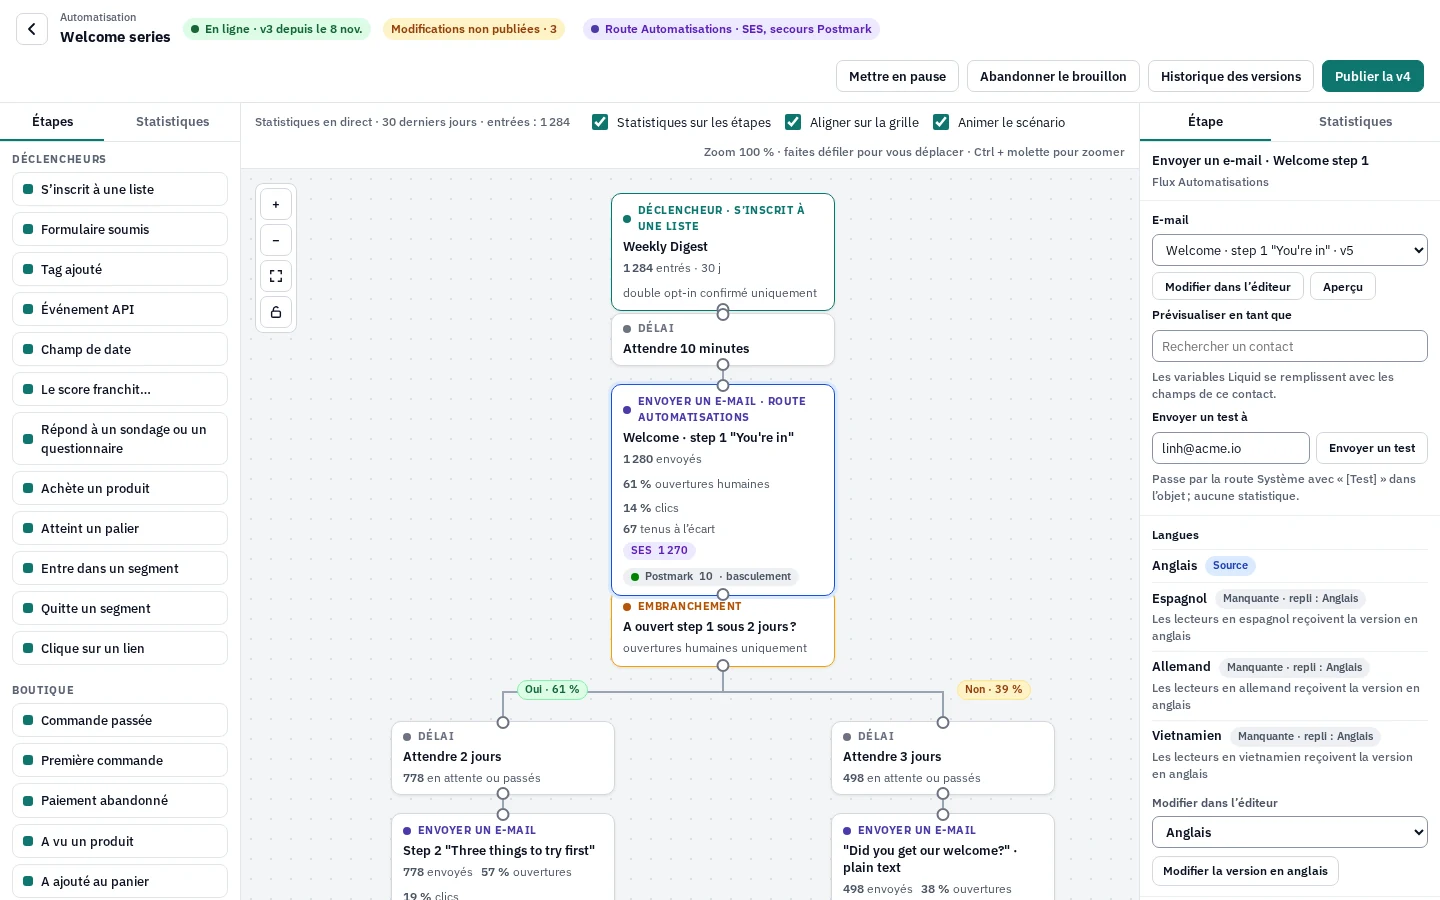 Automatisation
Welcome series
En ligne · v3 depuis le 8 nov.
Modifications non publiées · 3
Route Automatisations · SES, secours Postmark
Mettre en pause
Abandonner le brouillon
Historique des versions
Publier la v4
Étapes
Statistiques
DÉCLENCHEURS
S’inscrit à une liste
Formulaire soumis
Tag ajouté
Événement API
Champ de date
Le score franchit…
Répond à un sondage ou un
questionnaire
Achète un produit
Atteint un palier
Entre dans un segment
Quitte un segment
Clique sur un lien
BOUTIQUE
Commande passée
Première commande
Paiement abandonné
A vu un produit
A ajouté au panier
Statistiques en direct · 30 derniers jours · entrées : 1 284
Statistiques sur les étapes
Aligner sur la grille
Animer le scénario
Zoom 100 % · faites défiler pour vous déplacer · Ctrl + molette pour zoomer
+
−
DÉCLENCHEUR · S’INSCRIT À
UNE LISTE
Weekly Digest
1 284 entrés · 30 j
double opt-in confirmé uniquement
DÉLAI
Attendre 10 minutes
ENVOYER UN E-MAIL · ROUTE
AUTOMATISATIONS
Welcome · step 1 "You're in"
1 280 envoyés
61 % ouvertures humaines
14 % clics
67 tenus à l’écart
SES 1 270
Postmark 10 · basculement
EMBRANCHEMENT
A ouvert step 1 sous 2 jours ?
ouvertures humaines uniquement
Oui · 61 %
Non · 39 %
DÉLAI
Attendre 2 jours
778 en attente ou passés
DÉLAI
Attendre 3 jours
498 en attente ou passés
ENVOYER UN E-MAIL
Step 2 "Three things to try first"
778 envoyés 57 % ouvertures
19 % clics
ENVOYER UN E-MAIL
"Did you get our welcome?" ·
plain text
498 envoyés 38 % ouvertures
Étape
Statistiques
Envoyer un e-mail · Welcome step 1
Flux Automatisations
E-mail
Welcome · step 1 "You're in" · v5
Modifier dans l’éditeur
Aperçu
Prévisualiser en tant que
Rechercher un contact
Les variables Liquid se remplissent avec les
champs de ce contact.
Envoyer un test à
linh@acme.io
Envoyer un test
Passe par la route Système avec « [Test] » dans
l’objet ; aucune statistique.
Langues
Anglais Source
Espagnol Manquante · repli : Anglais
Les lecteurs en espagnol reçoivent la version en
anglais
Allemand Manquante · repli : Anglais
Les lecteurs en allemand reçoivent la version en
anglais
Vietnamien Manquante · repli : Anglais
Les lecteurs en vietnamien reçoivent la version
en anglais
Modifier dans l’éditeur
Anglais
Modifier la version en anglais